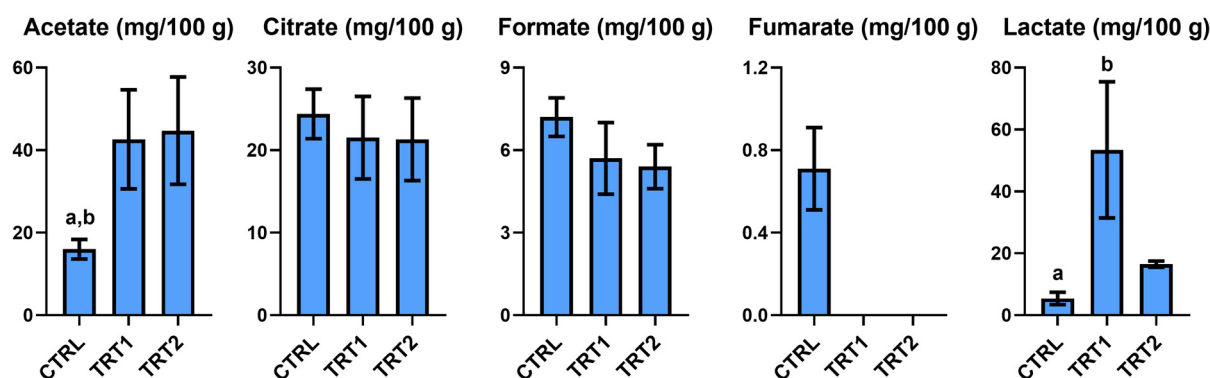 Acetate (mg/100 g)
60
40
20
0
a,b
CTRL
TRT1
TRT2
Citrate (mg/100 g)
30
20
10
0
CTRL
TRT1
TRT2
Formate (mg/100 g)
9
6
3
0
CTRL
TRT1
TRT2
Fumarate (mg/100 g)
1.2
0.8
0.4
0.0
CTRL
TRT1
TRT2
Lactate (mg/100 g)
80
60
40
20
0
a
b
CTRL
TRT1
TRT2